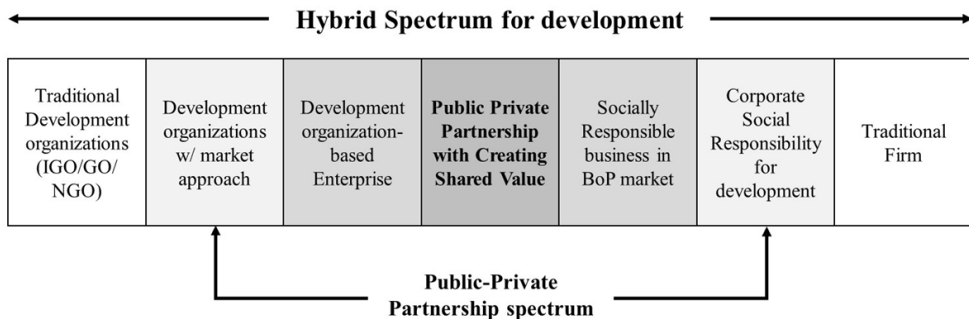 Hybrid Spectrum for development
Traditional
Development
organizations
(IGO/GO/
NGO)
Development
organizations
w/ market
approach
Development
organization-
based
Enterprise
Public Private
Partnership
with Creating
Shared Value
Socially
Responsible
business in
BoP market
Corporate
Social
Responsibility
for
development
Traditional
Firm
Public-Private
Partnership spectrum